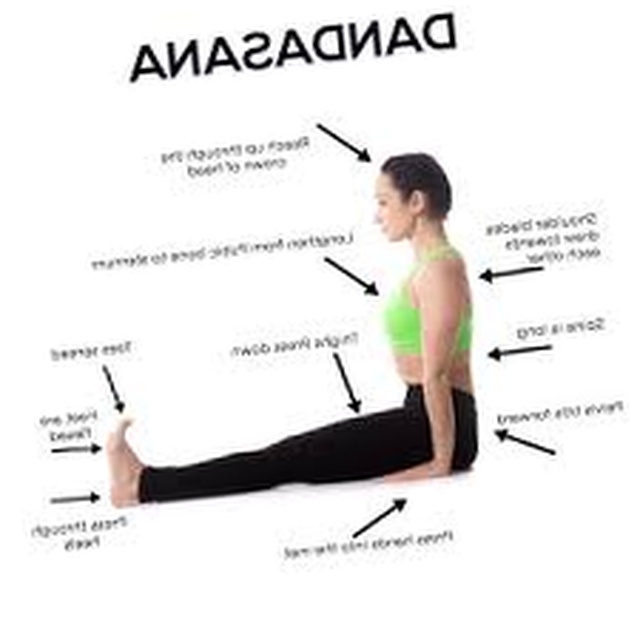 DANDASANA
Reach up through the
crown of head
Shoulder blades
draw towards
each other
Lengthen from Pubic bone to sternum
Spine is long
Thighs Press down
Toes spread
Feet are
flexed
Pelvis tilts forward
Press through
heels
Press hands into the mat